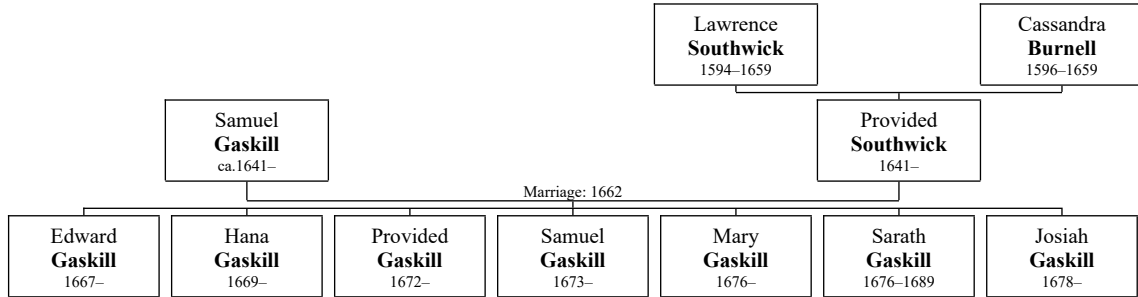 Lawrence
Southwick
1594–1659
Cassandra
Burnell
1596–1659
Samuel
Gaskill
ca.1641–
Provided
Southwick
1641–
Marriage: 1662
Edward
Gaskill
1667–
Hana
Gaskill
1669–
Provided
Gaskill
1672–
Samuel
Gaskill
1673–
Mary
Gaskill
1676–
Sarath
Gaskill
1676–1689
Josiah
Gaskill
1678–